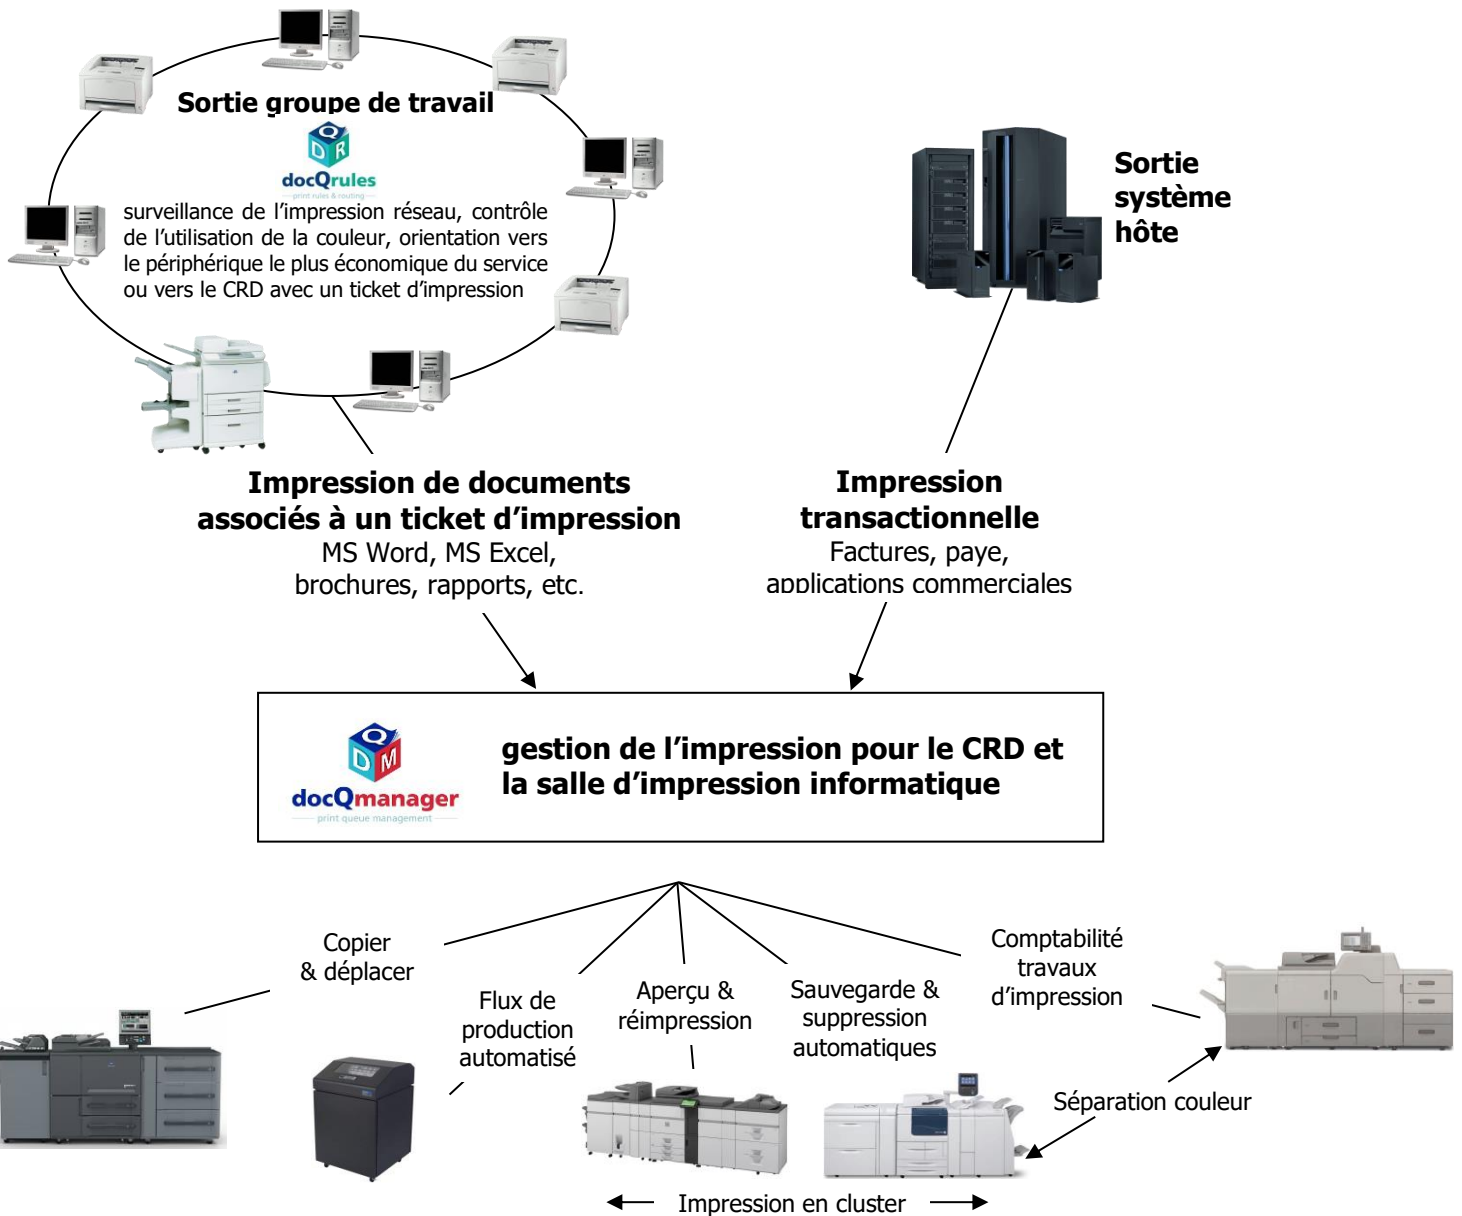 Sortie groupe de travail
Q
D R
docQrules
print rules & routing
surveillance de l’impression réseau, contrôle
de l’utilisation de la couleur, orientation vers
le périphérique le plus économique du service
ou vers le CRD avec un ticket d’impression
Sortie
système
hôte
Impression de documents
associés à un ticket d’impression
MS Word, MS Excel,
brochures, rapports, etc.
Impression
transactionnelle
Factures, paye,
applications commerciales
Q
D M
docQmanager
print queue management
gestion de l’impression pour le CRD et
la salle d’impression informatique
Copier
& déplacer
Flux de
production
automatisé
Aperçu &
réimpression
Sauvegarde &
suppression
automatiques
Comptabilité
travaux
d’impression
Séparation couleur
Impression en cluster